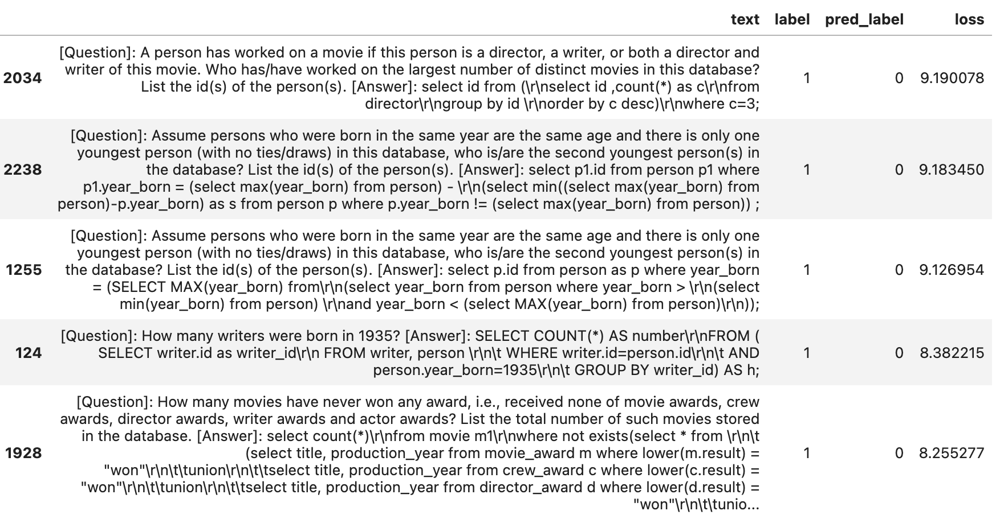 text label pred_label loss
[Question]: A person has worked on a movie if this person is a director, a writer, or both a director and
writer of this movie. Who has/have worked on the largest number of distinct movies in this database?
2034 1 0 9.190078
List the id(s) of the person(s). [Answer]: select id from (\r\nselect id ,count(*) as c\r\nfrom
director\r\ngroup by id \r\norder by c desc)\r\nwhere c=3;
[Question]: Assume persons who were born in the same year are the same age and there is only one
youngest person (with no ties/draws) in this database, who is/are the second youngest person(s) in
2238 the database? List the id(s) of the person(s). [Answer]: select p1.id from person p1 where 1 0 9.183450
p1.year_born = (select max(year_born) from person) - \r\n(select min((select max(year_born) from
person)-p.year_born) as s from person p where p.year_born != (select max(year_born) from person)) ;
[Question]: Assume persons who were born in the same year are the same age and there is only one
youngest person (with no ties/draws) in this database, who is/are the second youngest person(s) in
1255 the database? List the id(s) of the person(s). [Answer]: select p.id from person as p where year_born 1 0 9.126954
= (SELECT MAX(year_born) from\r\n(select year_born from person where year_born > \r\n(select
min(year_born) from person) \r\nand year_born < (select MAX(year_born) from person)\r\n));
[Question]: How many writers were born in 1935? [Answer]: SELECT COUNT(*) AS number\r\nFROM (
124 SELECT writer.id as writer_id\r\n FROM writer, person \r\n\t WHERE writer.id=person.id\r\n\t AND 1 0 8.382215
person.year_born=1935\r\n\t GROUP BY writer_id) AS h;
[Question]: How many movies have never won any award, i.e., received none of movie awards, crew
awards, director awards, writer awards and actor awards? List the total number of such movies stored
in the database. [Answer]: select count(*)\r\nfrom movie m1\r\nwhere not exists(select * from \r\n\t
1928 (select title, production_year from movie_award m where lower(m.result) = 1 0 8.255277
"won"\r\n\t\tunion\r\n\t\tselect title, production_year from crew_award c where lower(c.result) =
"won"\r\n\t\tunion\r\n\t\tselect title, production_year from director_award d where lower(d.result) =
"won"\r\n\t\tunio...